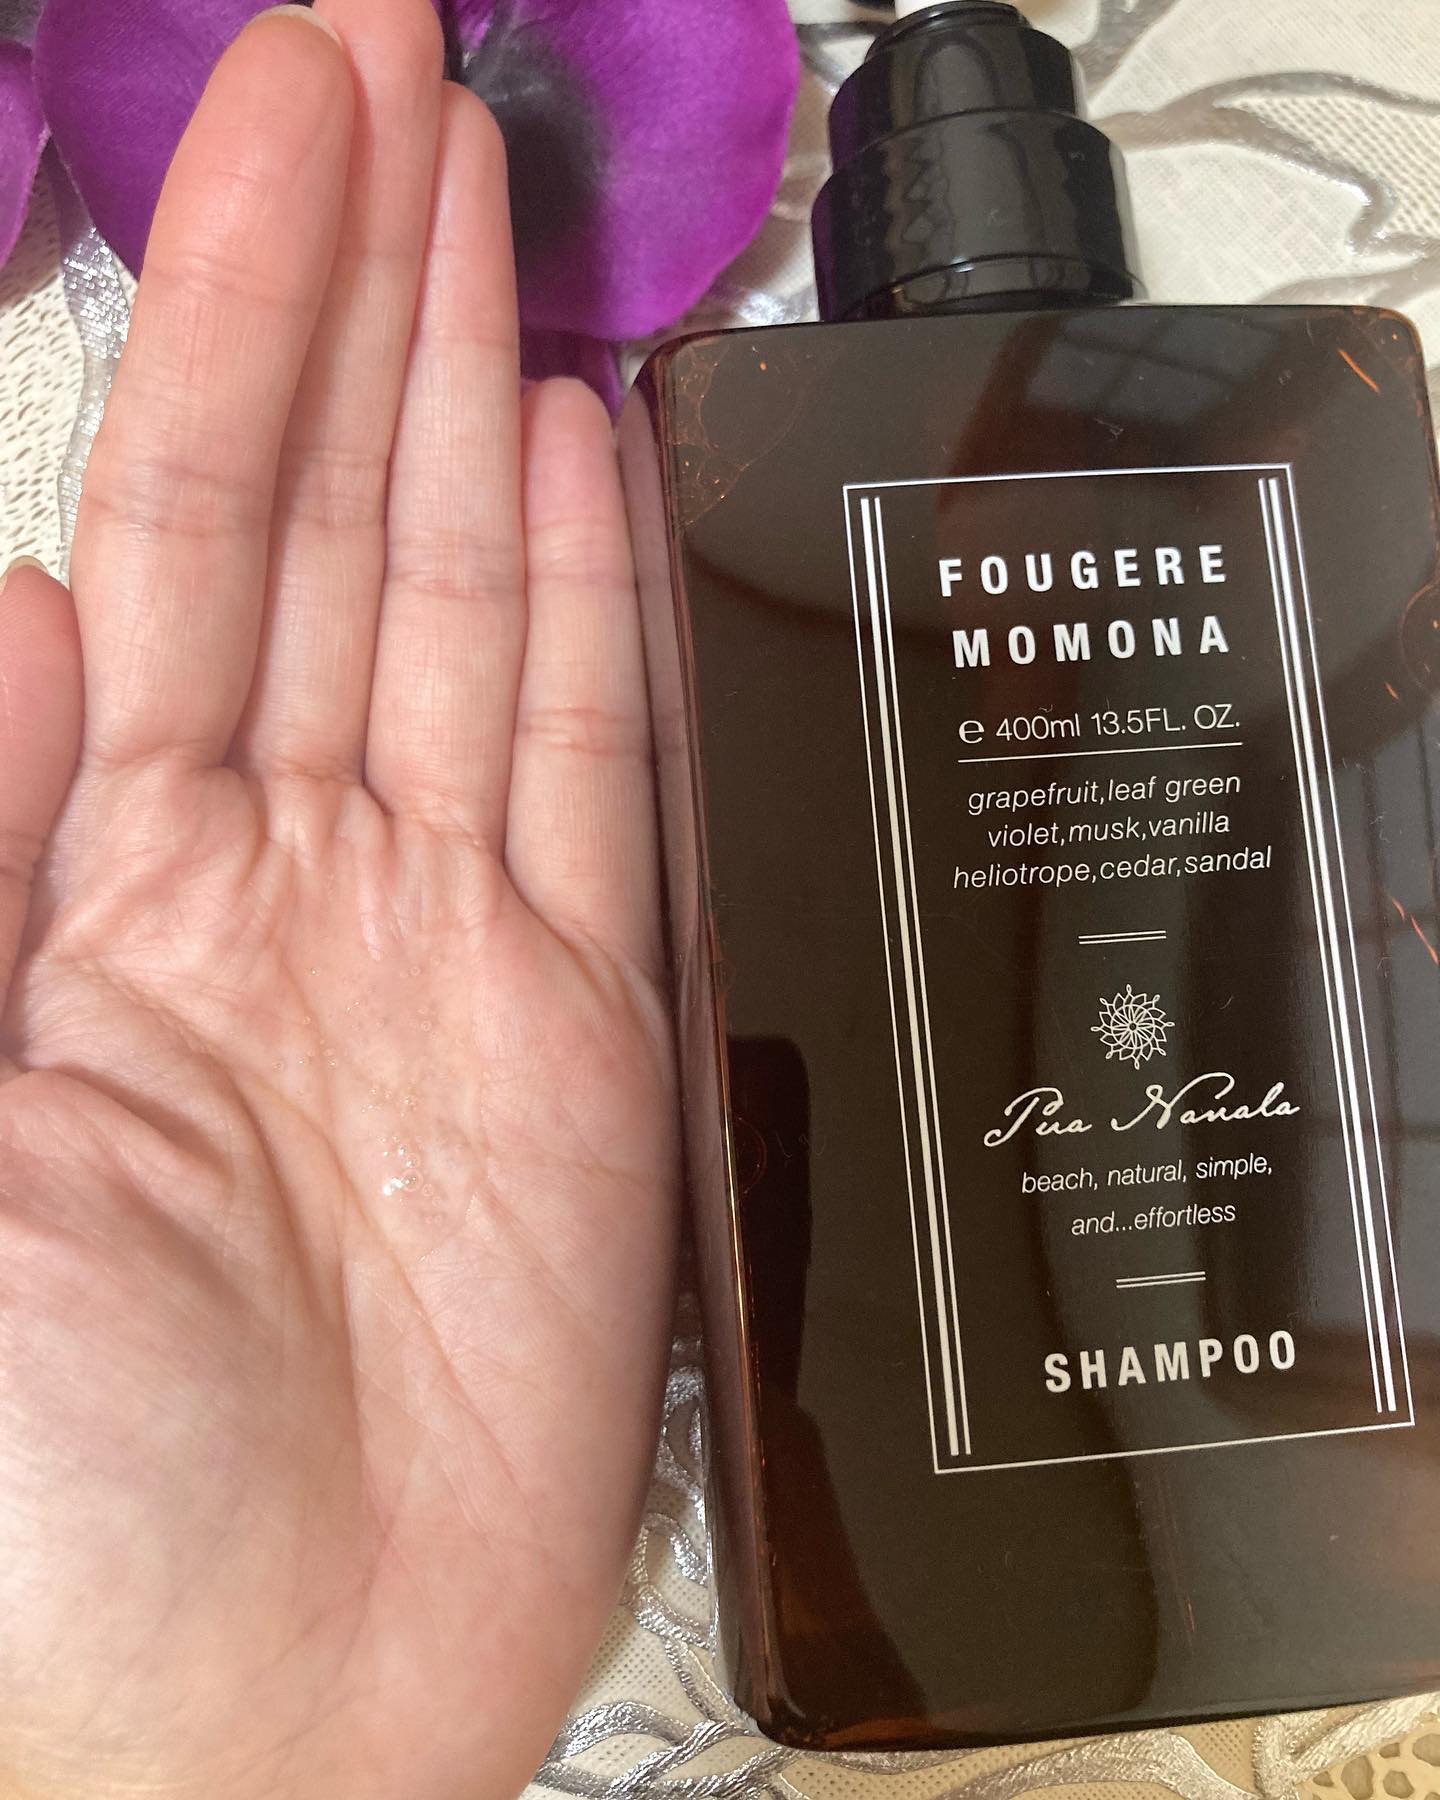 FOUGERE
MOMONA
℮ 400ml 13.5FL. OZ.
grapefruit,leaf green
violet,musk,vanilla
heliotrope,cedar,sandal
Pua Nanala
beach, natural, simple,
and...effortless
SHAMPOO